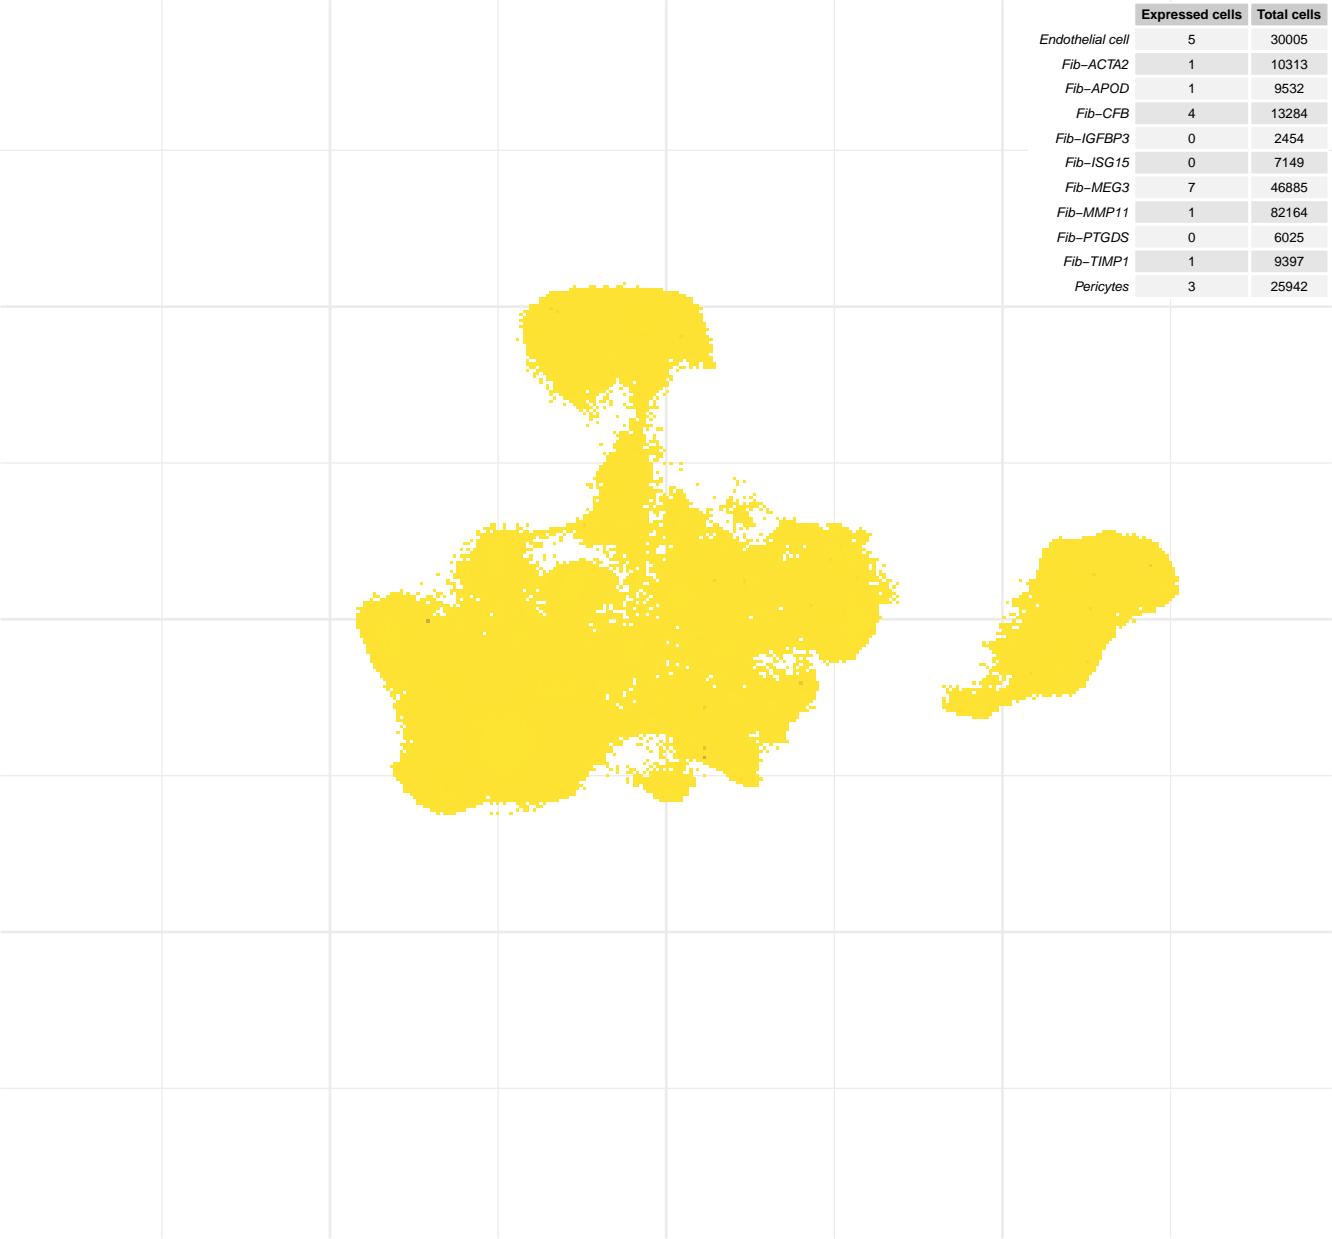 Expressed cells Total cells
Endothelial cell 5 30005
Fib−ACTA2 1 10313
Fib−APOD 1 9532
Fib−CFB 4 13284
Fib−IGFBP3 0 2454
Fib−ISG15 0 7149
Fib−MEG3 7 46885
Fib−MMP11 1 82164
Fib−PTGDS 0 6025
Fib−TIMP1 1 9397
Pericytes 3 25942